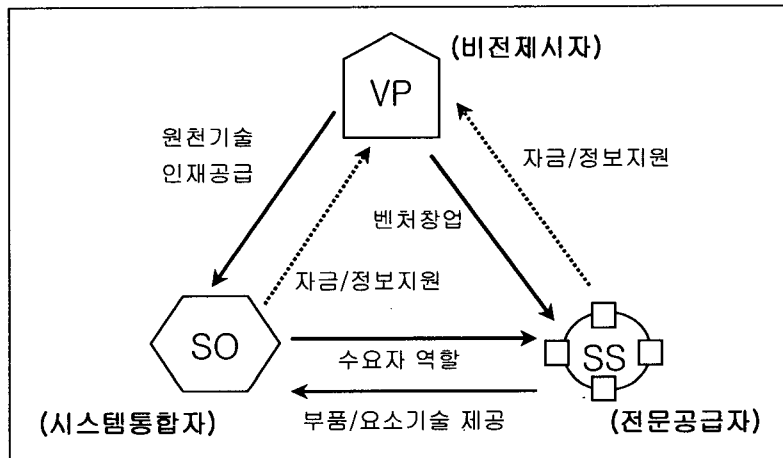 (비전제시자)
VP
원천기술
인재공급
자금/정보지원
벤처창업
자금/정보지원
SO
SS
수요자 역할
(시스템통합자)
부품/요소기술 제공
(전문공급자)